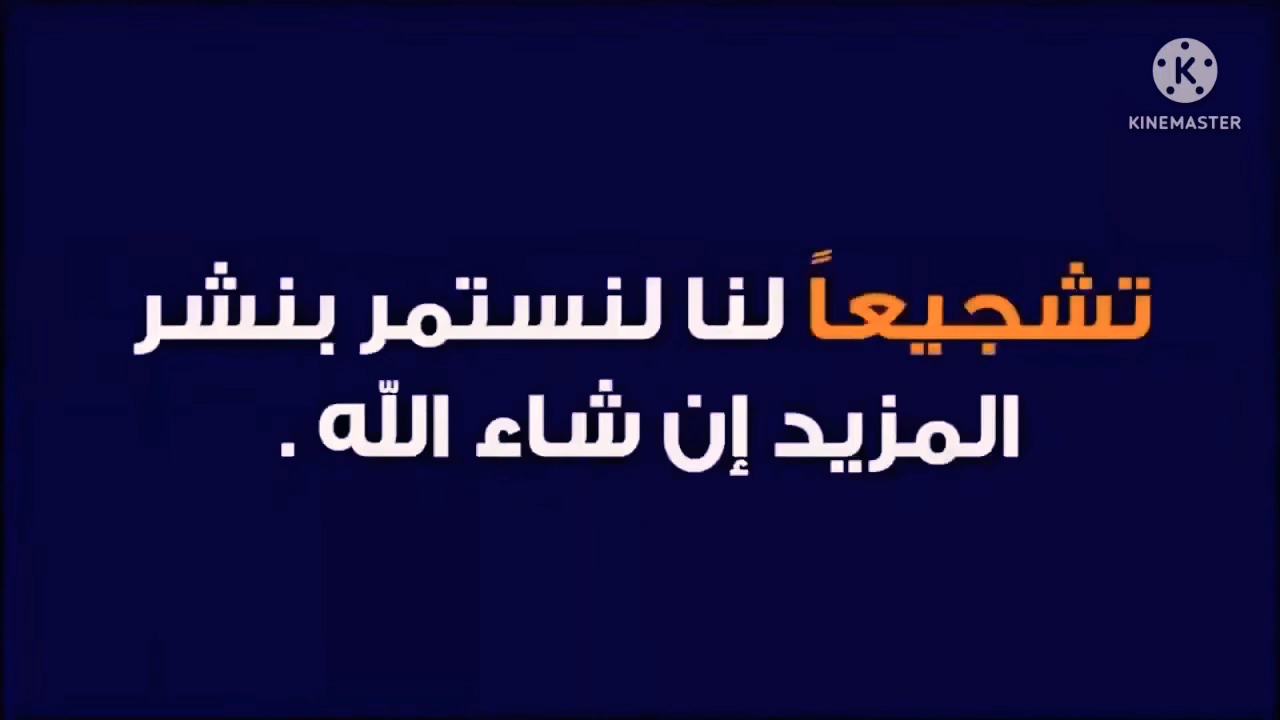 KINEMASTER
تشجيعاً لنا لنستمر بنشر
المزيد إن شاء اللّه .